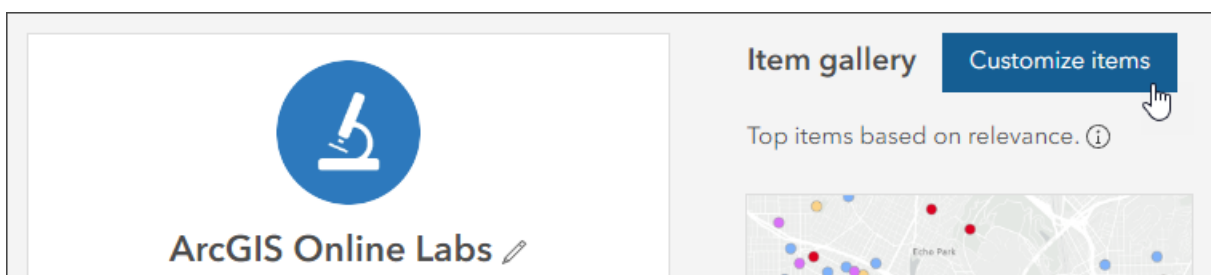 Item gallery
Customize items
Top items based on relevance.
ArcGIS Online Labs
Echo Park